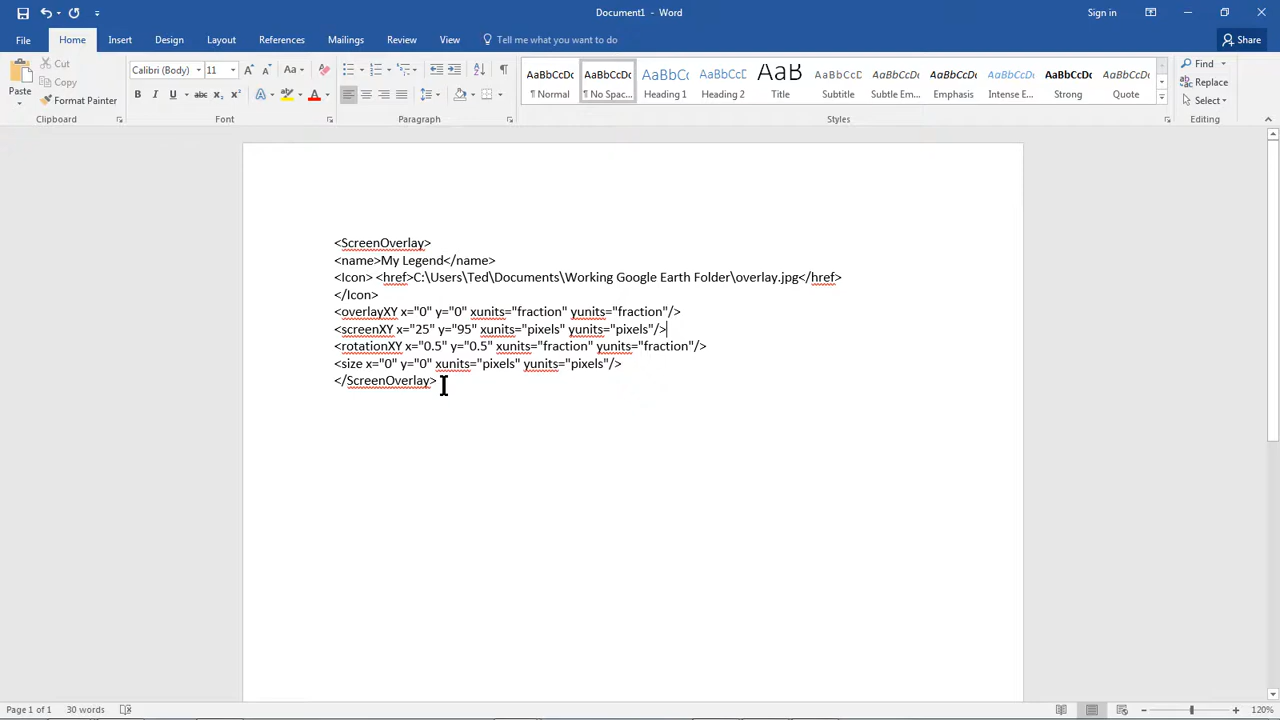 Document1 - Word
Sign in
File Home Insert Design Layout References Mailings Review View Tell me what you want to do Share
Paste
Cut
Copy
Format Painter
Clipboard
Calibri (Body) 11
Font
Paragraph
AaBbCcDc AaBbCcDc AaBbCc AaBbCcD AaB AaBbCcD AaBbCcDc AaBbCcDc AaBbCcDc AaBbCcDc AaBbCcDc
¶ Normal ¶ No Spac... Heading 1 Heading 2 Title Subtitle Subtle Em... Emphasis Intense E... Strong Quote
Styles
Find
Replace
Select
Editing
<ScreenOverlay>
<name>My Legend</name>
<Icon> <href>C:\Users\Ted\Documents\Working Google Earth Folder\overlay.jpg</href>
</Icon>
<overlayXY x="0" y="0" xunits="fraction" yunits="fraction"/>
<screenXY x="25" y="95" xunits="pixels" yunits="pixels"/>
<rotationXY x="0.5" y="0.5" xunits="fraction" yunits="fraction"/>
<size x="0" y="0" xunits="pixels" yunits="pixels"/>
</ScreenOverlay>
Page 1 of 1 30 words
120%